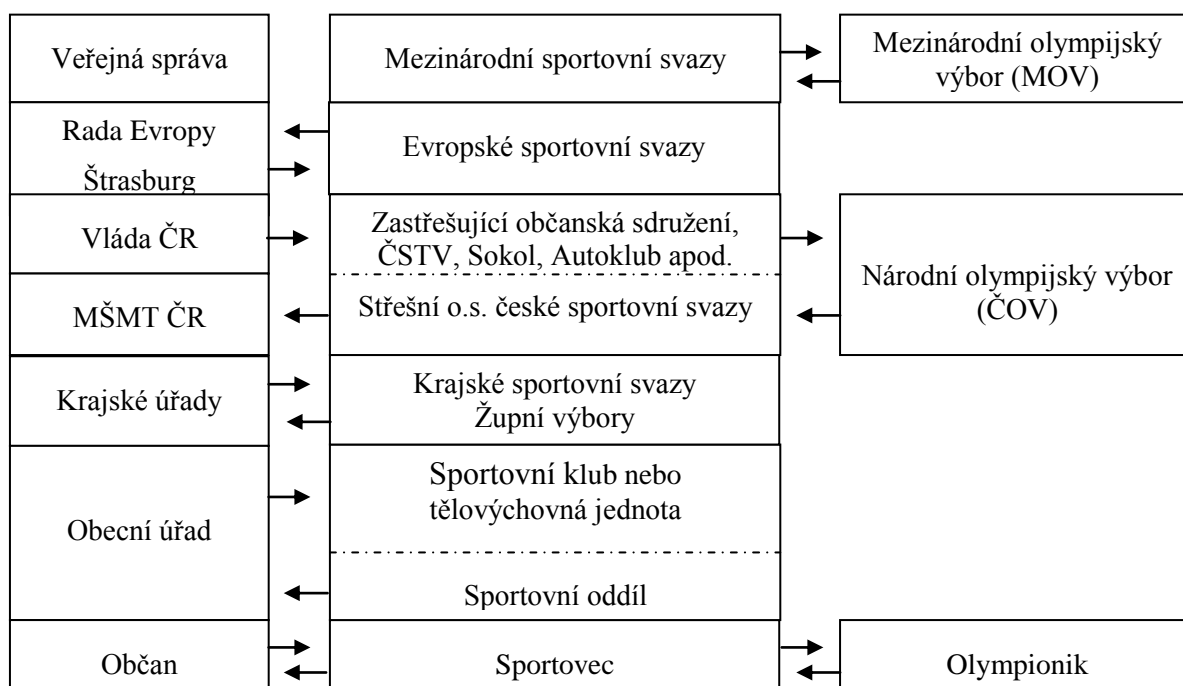 Veřejná správa
Mezinárodní sportovní svazy
Mezinárodní olympijský
výbor (MOV)
Rada Evropy
Štrasburg
Evropské sportovní svazy
Vláda ČR
Zastřešující občanská sdružení,
ČSTV, Sokol, Autoklub apod.
Národní olympijský výbor
(ČOV)
MŠMT ČR
Střešní o.s. české sportovní svazy
Krajské úřady
Krajské sportovní svazy
Župní výbory
Obecní úřad
Sportovní klub nebo
tělovýchovná jednota
Sportovní oddíl
Občan
Sportovec
Olympionik